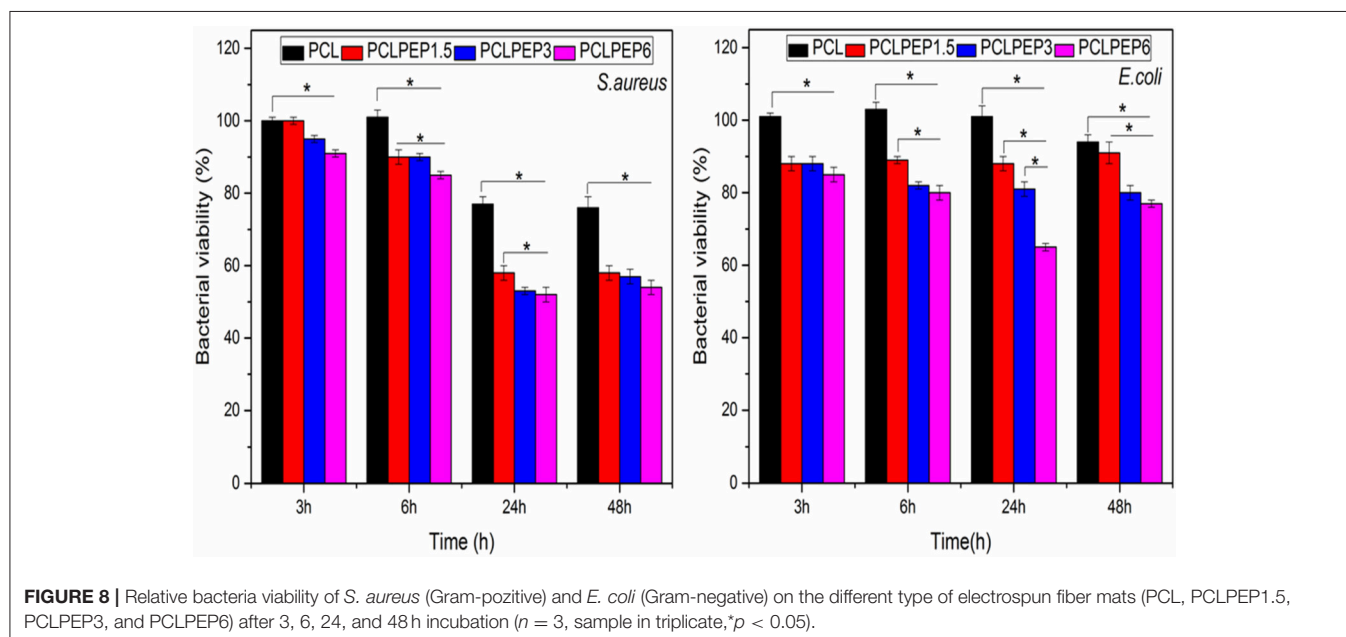 PCL PCLPEP1.5 PCLPEP3 PCLPEP6
S.aureus
120
100
80
60
40
20
0
Bacterial viability (%)
* * * * * *
3h 6h 24h 48h
Time (h)
PCL PCLPEP1.5 PCLPEP3 PCLPEP6
E.coli
120
100
80
60
40
20
0
Bacterial viability (%)
* * * * * * * *
3h 6h 24h 48h
Time(h)
FIGURE 8 | Relative bacteria viability of S. aureus (Gram-pozitive) and E. coli (Gram-negative) on the different type of electrospun fiber mats (PCL, PCLPEP1.5,
PCLPEP3, and PCLPEP6) after 3, 6, 24, and 48 h incubation (n = 3, sample in triplicate,*p < 0.05).